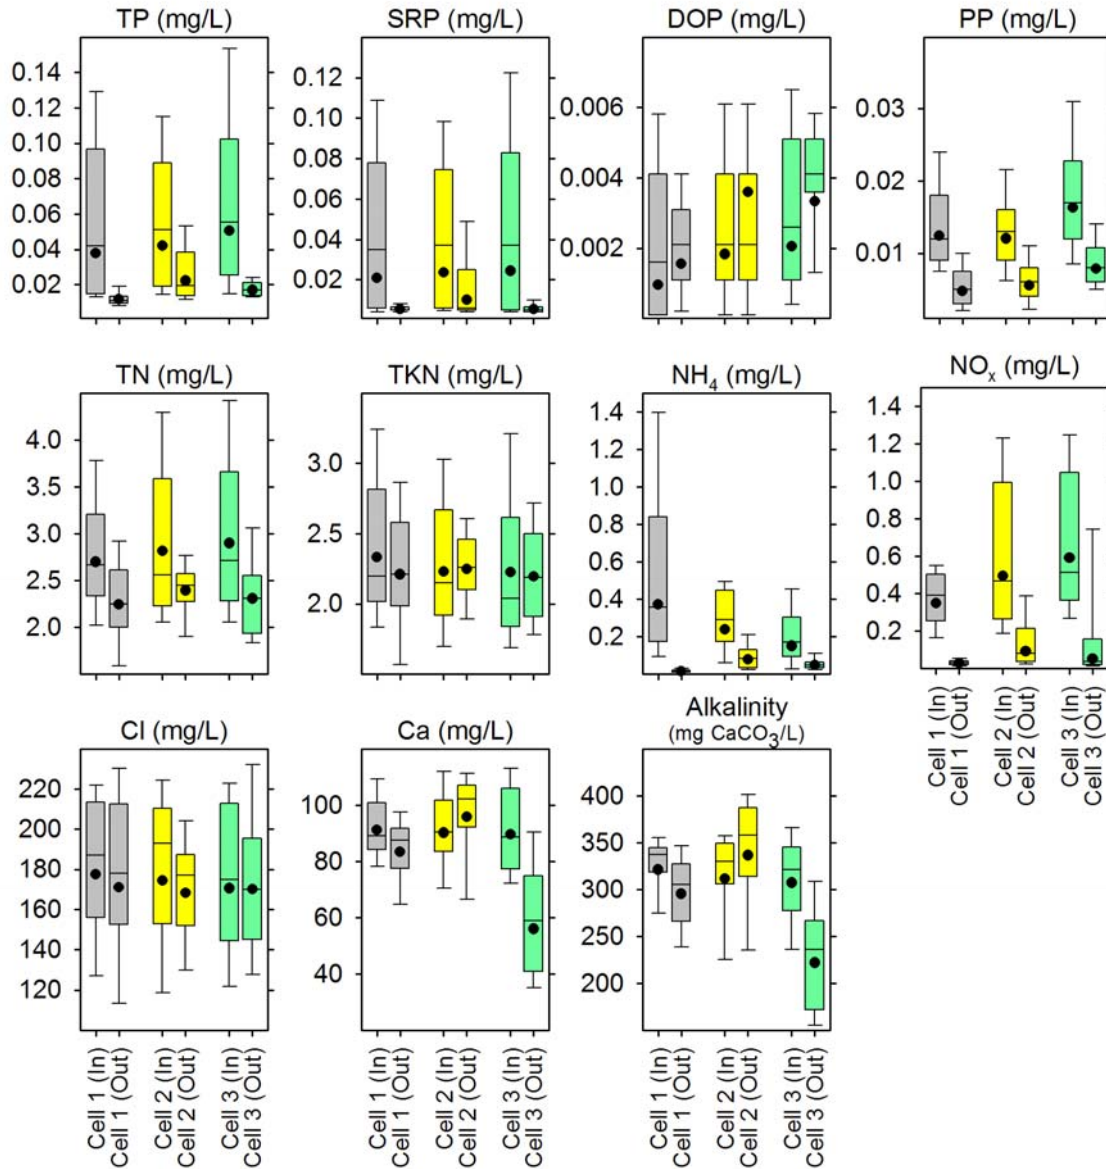 TP (mg/L)
0.14
0.12
0.10
0.08
0.06
0.04
0.02
SRP (mg/L)
0.12
0.10
0.08
0.06
0.04
0.02
DOP (mg/L)
0.006
0.004
0.002
PP (mg/L)
0.03
0.02
0.01
TN (mg/L)
4.0
3.5
3.0
2.5
2.0
TKN (mg/L)
3.0
2.5
2.0
NH₄ (mg/L)
1.4
1.2
1.0
0.8
0.6
0.4
0.2
NOₓ (mg/L)
1.4
1.2
1.0
0.8
0.6
0.4
0.2
Cell 1 (In)
Cell 1 (Out)
Cell 2 (In)
Cell 2 (Out)
Cell 3 (In)
Cell 3 (Out)
Cl (mg/L)
220
200
180
160
140
120
Cell 1 (In)
Cell 1 (Out)
Cell 2 (In)
Cell 2 (Out)
Cell 3 (In)
Cell 3 (Out)
Ca (mg/L)
100
80
60
40
Cell 1 (In)
Cell 1 (Out)
Cell 2 (In)
Cell 2 (Out)
Cell 3 (In)
Cell 3 (Out)
Alkalinity
(mg CaCO₃/L)
400
350
300
250
200
Cell 1 (In)
Cell 1 (Out)
Cell 2 (In)
Cell 2 (Out)
Cell 3 (In)
Cell 3 (Out)